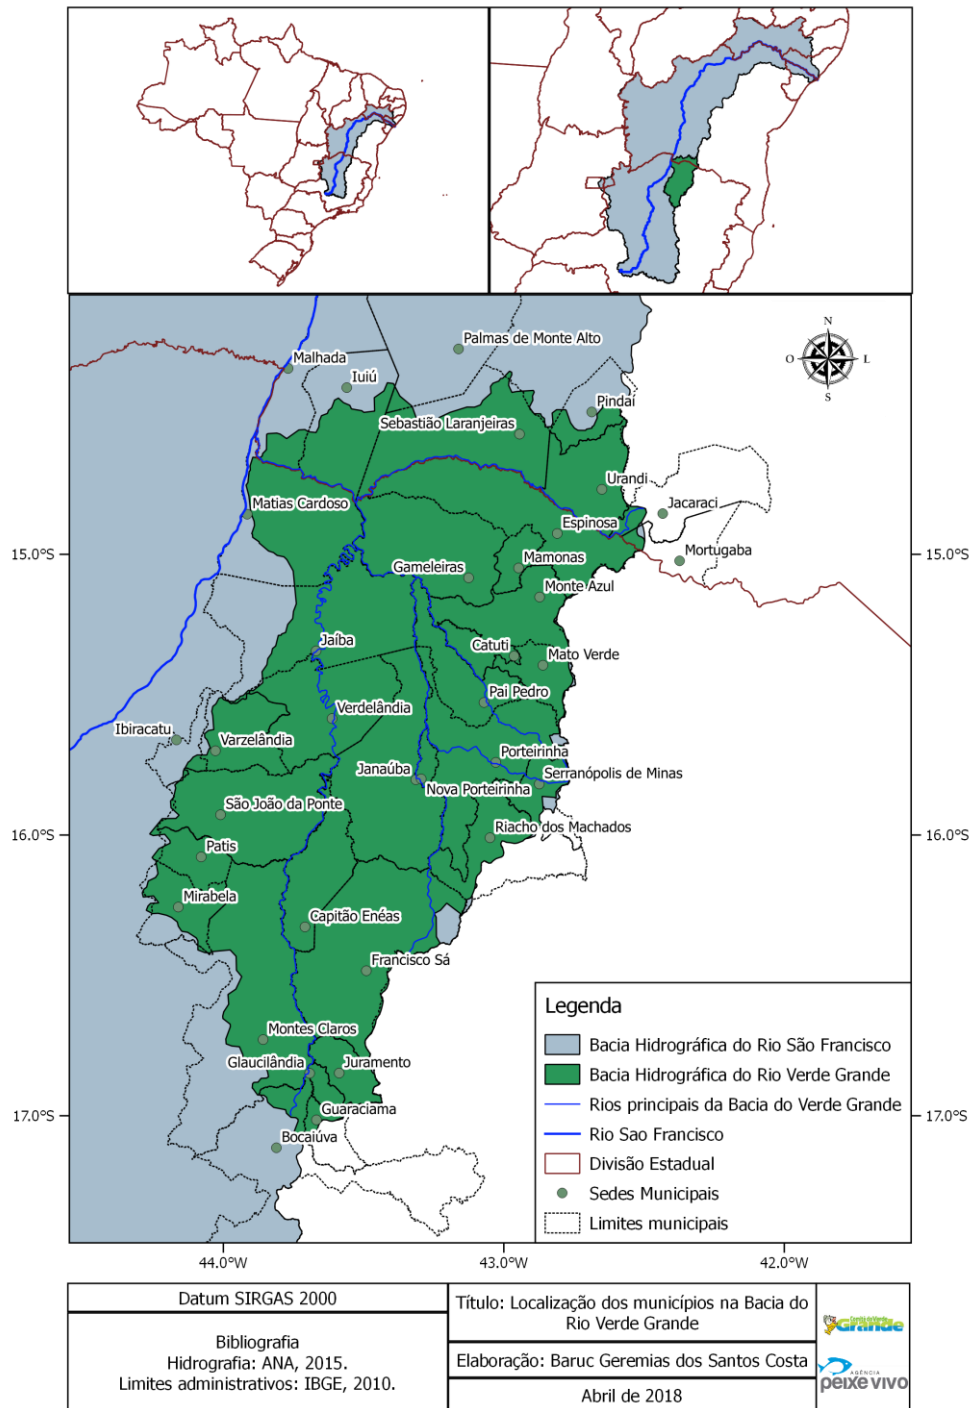 N
O
L
S
Palmas de Monte Alto
Malhada
Iuiú
Pindaí
Sebastião Laranjeiras
Urandi
Matias Cardoso
Jacaraci
Espinosa
15.0°S
Mortugaba
15.0°S
Mamonas
Gameleiras
Monte Azul
Jaíba
Catuti
Mato Verde
Pai Pedro
Verdelândia
Ibiracatu
Varzelândia
Porteirinha
Janaúba
Serranópolis de Minas
Nova Porteirinha
São João da Ponte
Riacho dos Machados
16.0°S
16.0°S
Patis
Mirabela
Capitão Enéas
Francisco Sá
Montes Claros
Glaucilândia
Juramento
Guaraciama
17.0°S
17.0°S
Bocaiúva
Legenda
Bacia Hidrográfica do Rio São Francisco
Bacia Hidrográfica do Rio Verde Grande
Rios principais da Bacia do Verde Grande
Rio Sao Francisco
Divisão Estadual
Sedes Municipais
Limites municipais
44.0°W
43.0°W
42.0°W
Datum SIRGAS 2000
Bibliografia
Hidrografia: ANA, 2015.
Limites administrativos: IBGE, 2010.
Título: Localização dos municípios na Bacia do
Rio Verde Grande
Elaboração: Baruc Geremias dos Santos Costa
Abril de 2018
Grande
AGÊNCIA
peixe vivo